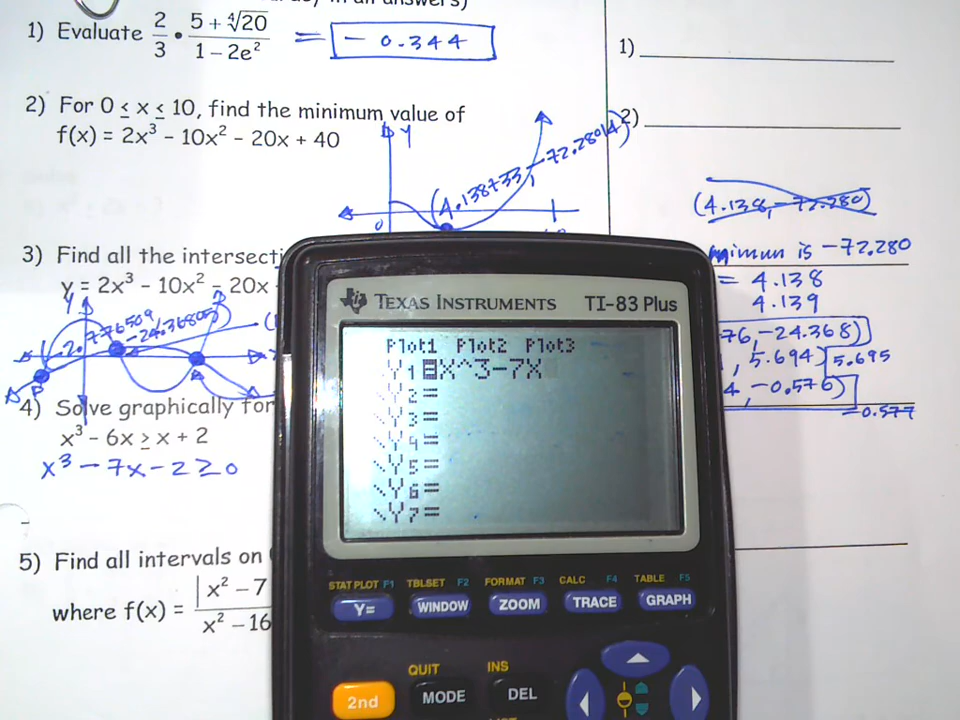 1) Evaluate 2/3 • (5 + ∜20)/(1 – 2e²) = – 0.344
1)
2) For 0 ≤ x ≤ 10, find the minimum value of
f(x) = 2x³ – 10x² – 20x + 40
2)
y
0
(4.138733, –72.28014)
(4.138, –72.280)
minimum is –72.280
= 4.138
4.139
3) Find all the intersect
y = 2x³ – 10x² – 20x
y
–24.36805)
76, –24.368)
, 5.694) 5.695
4, –0.576)
–0.577
4) Solve graphically for
x³ – 6x ≥ x + 2
x³ – 7x – 2 ≥ 0
5) Find all intervals on
where f(x) = |x² – 7
x² – 16
TEXAS INSTRUMENTS TI-83 Plus
Plot1 Plot2 Plot3
\Y1=X^3–7X
\Y2=
\Y3=
\Y4=
\Y5=
\Y6=
\Y7=
STAT PLOT F1 TBLSET F2 FORMAT F3 CALC F4 TABLE F5
Y= WINDOW ZOOM TRACE GRAPH
QUIT INS
2nd MODE DEL